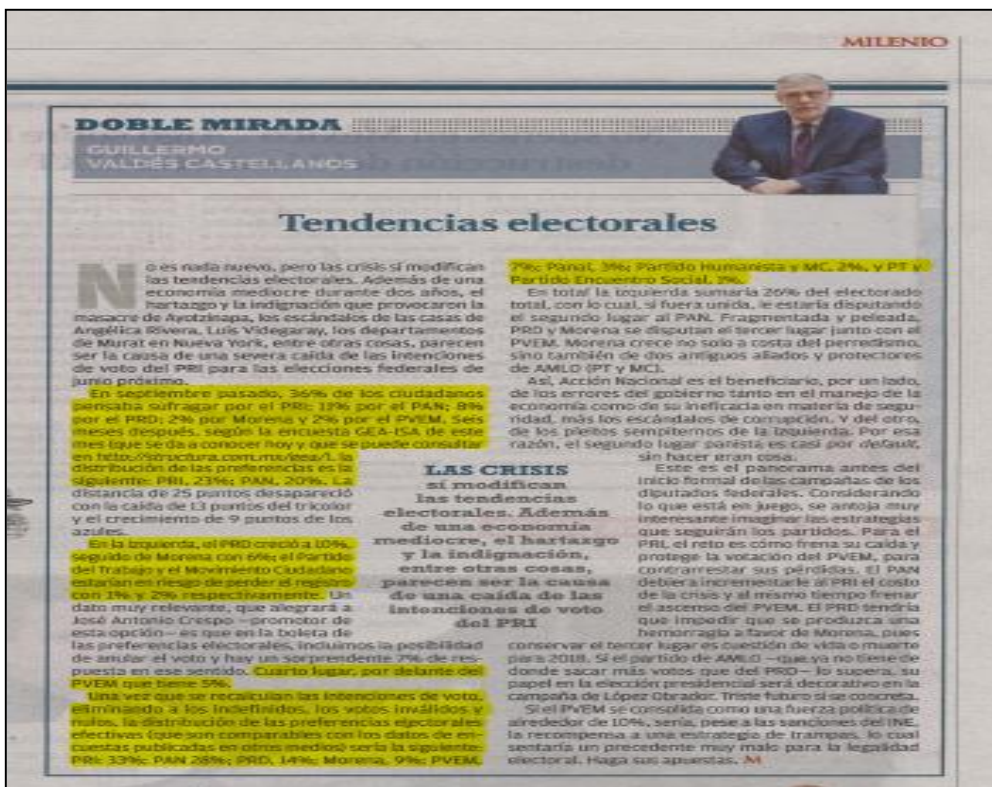 MILENIO
DOBLE MIRADA
GUILLERMO
VALDÉS CASTELLANOS
Tendencias electorales
No es nada nuevo, pero las crisis sí modifican
las tendencias electorales. Además de una
economía mediocre durante dos años, el
hartazgo y la indignación que provocaron la
masacre de Ayotzinapa, los escándalos de las casas de
Angélica Rivera, Luis Videgaray, los departamentos
de Murat en Nueva York, entre otras cosas, parecen
ser la causa de una severa caída de las intenciones
de voto del PRI para las elecciones federales de
junio próximo.
En septiembre pasado, 36% de los ciudadanos
pensaba sufragar por el PRI; 11% por el PAN; 8%
por el PRD; 2% por Morena y 2% por el PVEM. Seis
meses después, según la encuesta GEA-ISA de este
mes (que se da a conocer hoy y que se puede consultar
en http://structura.com.mx/gea/), la
distribución de las preferencias es la
siguiente: PRI, 23%; PAN, 20%. La
distancia de 25 puntos desapareció
con la caída de 13 puntos del tricolor
y el crecimiento de 9 puntos de los
azules.
En la izquierda, el PRD creció a 10%,
seguido de Morena con 6%; el Partido
del Trabajo y el Movimiento Ciudadano
estarían en riesgo de perder el registro
con 1% y 2% respectivamente. Un
dato muy relevante, que alegrará a
José Antonio Crespo —promotor de
esta opción— es que en la boleta de
las preferencias electorales, incluimos la posibilidad
de anular el voto y hay un sorprendente 7% de res-
puesta en ese sentido. Cuarto lugar, por delante del
PVEM que tiene 5%.
Una vez que se recalculan las intenciones de voto,
eliminando a los indefinidos, los votos inválidos y
nulos, la distribución de las preferencias electorales
efectivas (que son comparables con los datos de en-
cuestas publicadas en otros medios) sería la siguiente:
PRI: 33%; PAN 28%; PRD, 14%; Morena, 9%; PVEM,
LAS CRISIS
sí modifican
las tendencias
electorales. Además
de una economía
mediocre, el hartazgo
y la indignación,
entre otras cosas,
parecen ser la causa
de una caída de las
intenciones de voto
del PRI
7%; Panal, 3%; Partido Humanista y MC, 2%, y PT y
Partido Encuentro Social, 1%.
En total la izquierda sumaría 26% del electorado
total, con lo cual, si fuera unida, le estaría disputando
el segundo lugar al PAN. Fragmentada y peleada,
PRD y Morena se disputan el tercer lugar junto con el
PVEM. Morena crece no solo a costa del perredismo,
sino también de dos antiguos aliados y protectores
de AMLO (PT y MC).
Así, Acción Nacional es el beneficiario, por un lado,
de los errores del gobierno tanto en el manejo de la
economía como de su ineficacia en materia de segu-
ridad, más los escándalos de corrupción. Y del otro,
de los pleitos sempiternos de la izquierda. Por esa
razón, el segundo lugar panista es casi por default,
sin hacer gran cosa.
Este es el panorama antes del
inicio formal de las campañas de los
diputados federales. Considerando
lo que está en juego, se antoja muy
interesante imaginar las estrategias
que seguirán los partidos. Para el
PRI, el reto es cómo frena su caída y
protege la votación del PVEM, para
contrarrestar sus pérdidas. El PAN
debiera incrementarle al PRI el costo
de la crisis y al mismo tiempo frenar
el ascenso del PVEM. El PRD tendría
que impedir que se produzca una
hemorragia a favor de Morena, pues
conservar el tercer lugar es cuestión de vida o muerte
para 2018. Si el partido de AMLO —que ya no tiene de
donde sacar más votos que del PRD— lo supera, su
papel en la elección presidencial será decorativo en la
campaña de López Obrador. Triste futuro si se concreta.
Si el PVEM se consolida como una fuerza política de
alrededor de 10%, sería, pese a las sanciones del INE,
la recompensa a una estrategia de trampas, lo cual
sentaría un precedente muy malo para la legalidad
electoral. Haga sus apuestas. M